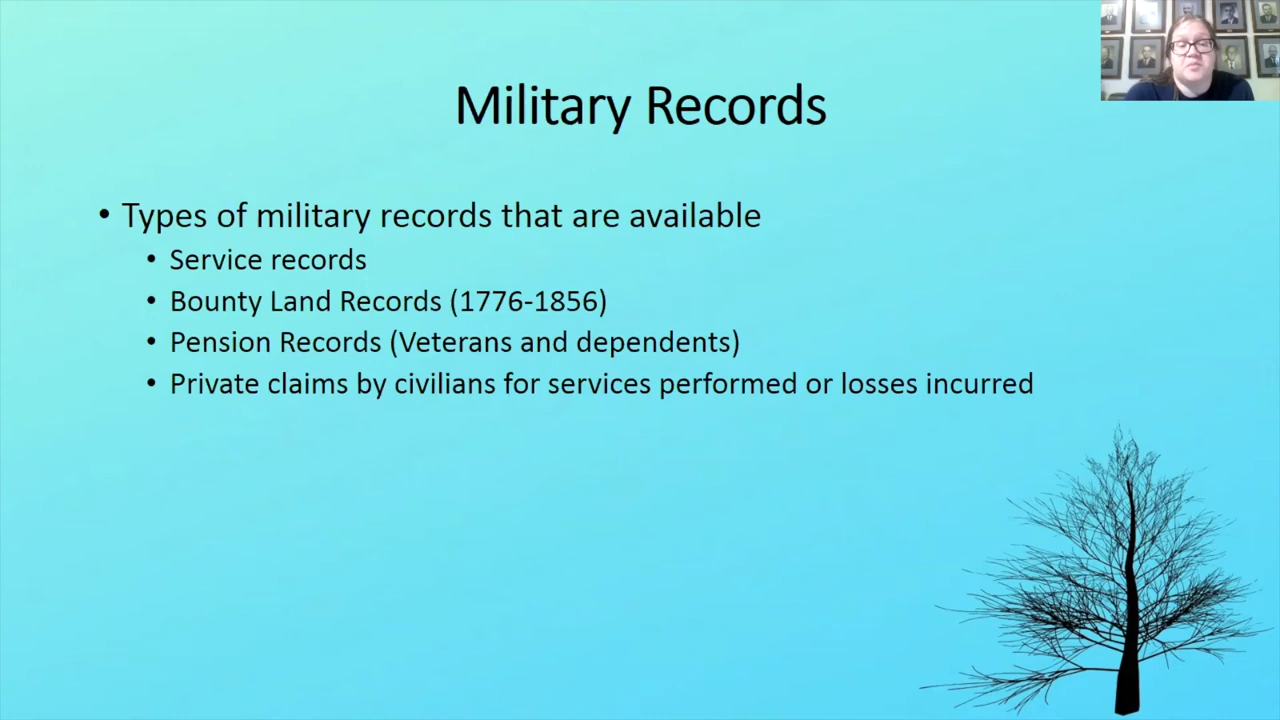 Military Records
• Types of military records that are available
• Service records
• Bounty Land Records (1776-1856)
• Pension Records (Veterans and dependents)
• Private claims by civilians for services performed or losses incurred